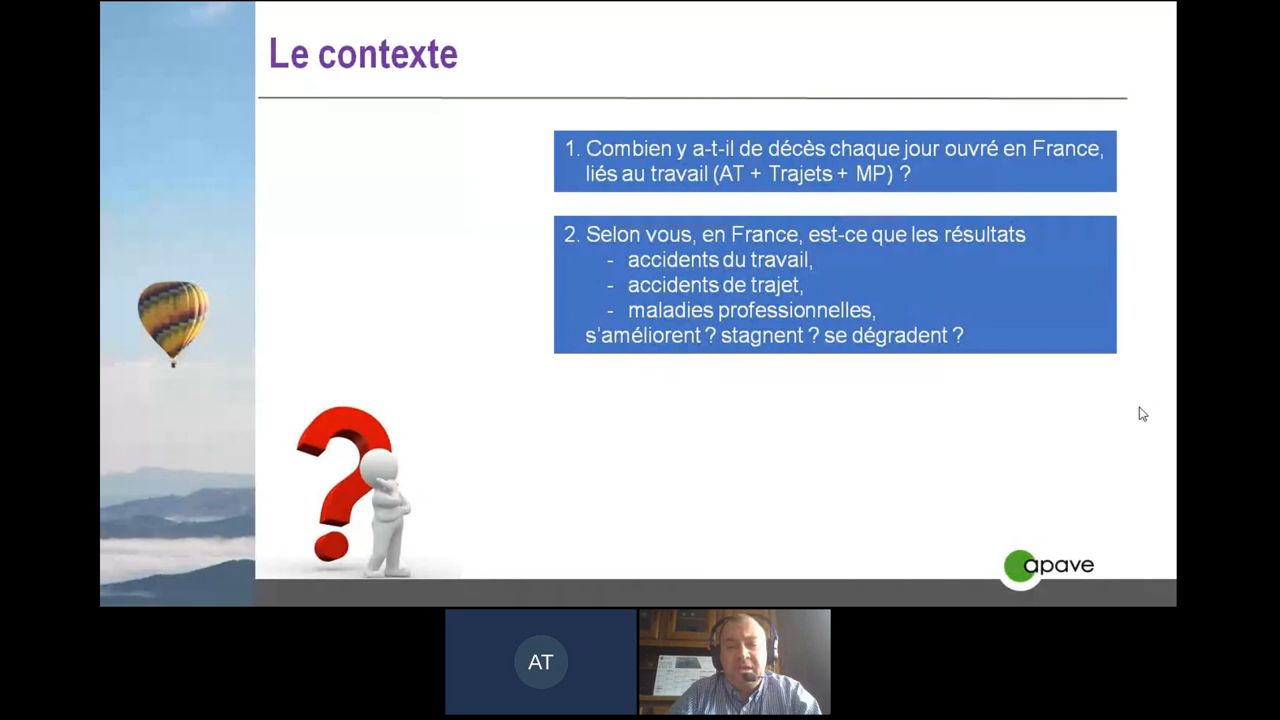 Le contexte
1. Combien y a-t-il de décès chaque jour ouvré en France,
liés au travail (AT + Trajets + MP) ?
2. Selon vous, en France, est-ce que les résultats
- accidents du travail,
- accidents de trajet,
- maladies professionnelles,
s'améliorent ? stagnent ? se dégradent ?
apave
AT